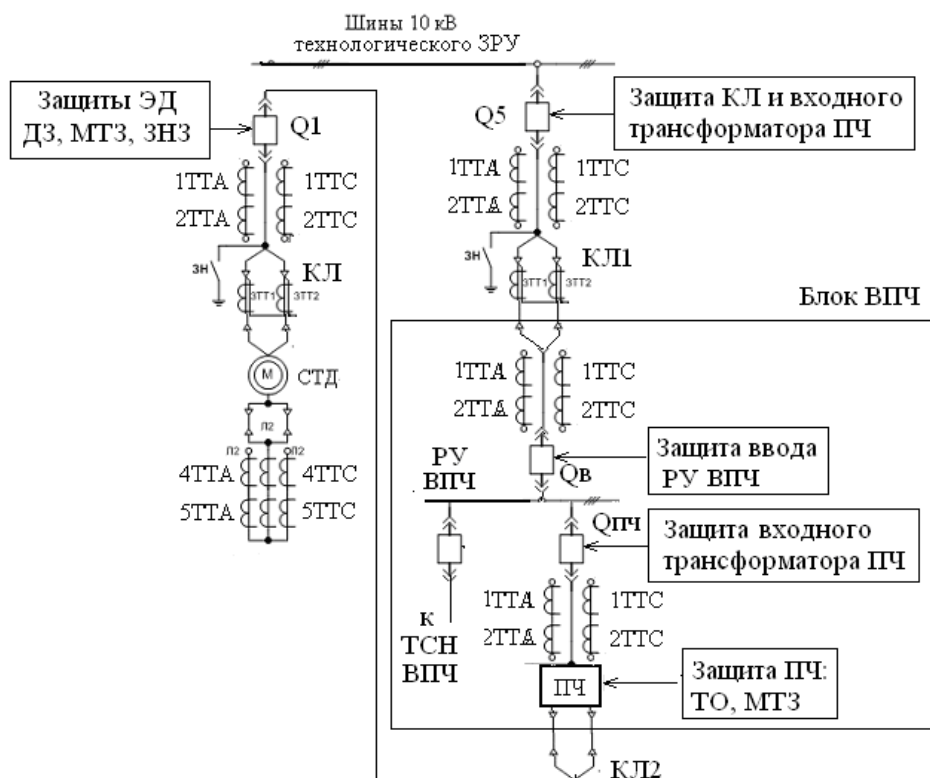 Шины 10 кВ
технологического ЗРУ
Защиты ЭД
ДЗ, МТЗ, ЗНЗ
Q1
Q5
Защита КЛ и входного
трансформатора ПЧ
1ТТА
1ТТС
2ТТА
2ТТС
1ТТА
1ТТС
2ТТА
2ТТС
ЗН
КЛ
3ТТ1
3ТТ2
ЗН
КЛ1
3ТТ1
3ТТ2
Блок ВПЧ
М
СТД
Л2
Л2
Л2
4ТТА
4ТТС
5ТТА
5ТТС
1ТТА
1ТТС
2ТТА
2ТТС
РУ
ВПЧ
Qв
Защита ввода
РУ ВПЧ
Qпч
Защита входного
трансформатора ПЧ
к
ТСН
ВПЧ
1ТТА
1ТТС
2ТТА
2ТТС
ПЧ
Защита ПЧ:
ТО, МТЗ
КЛ2